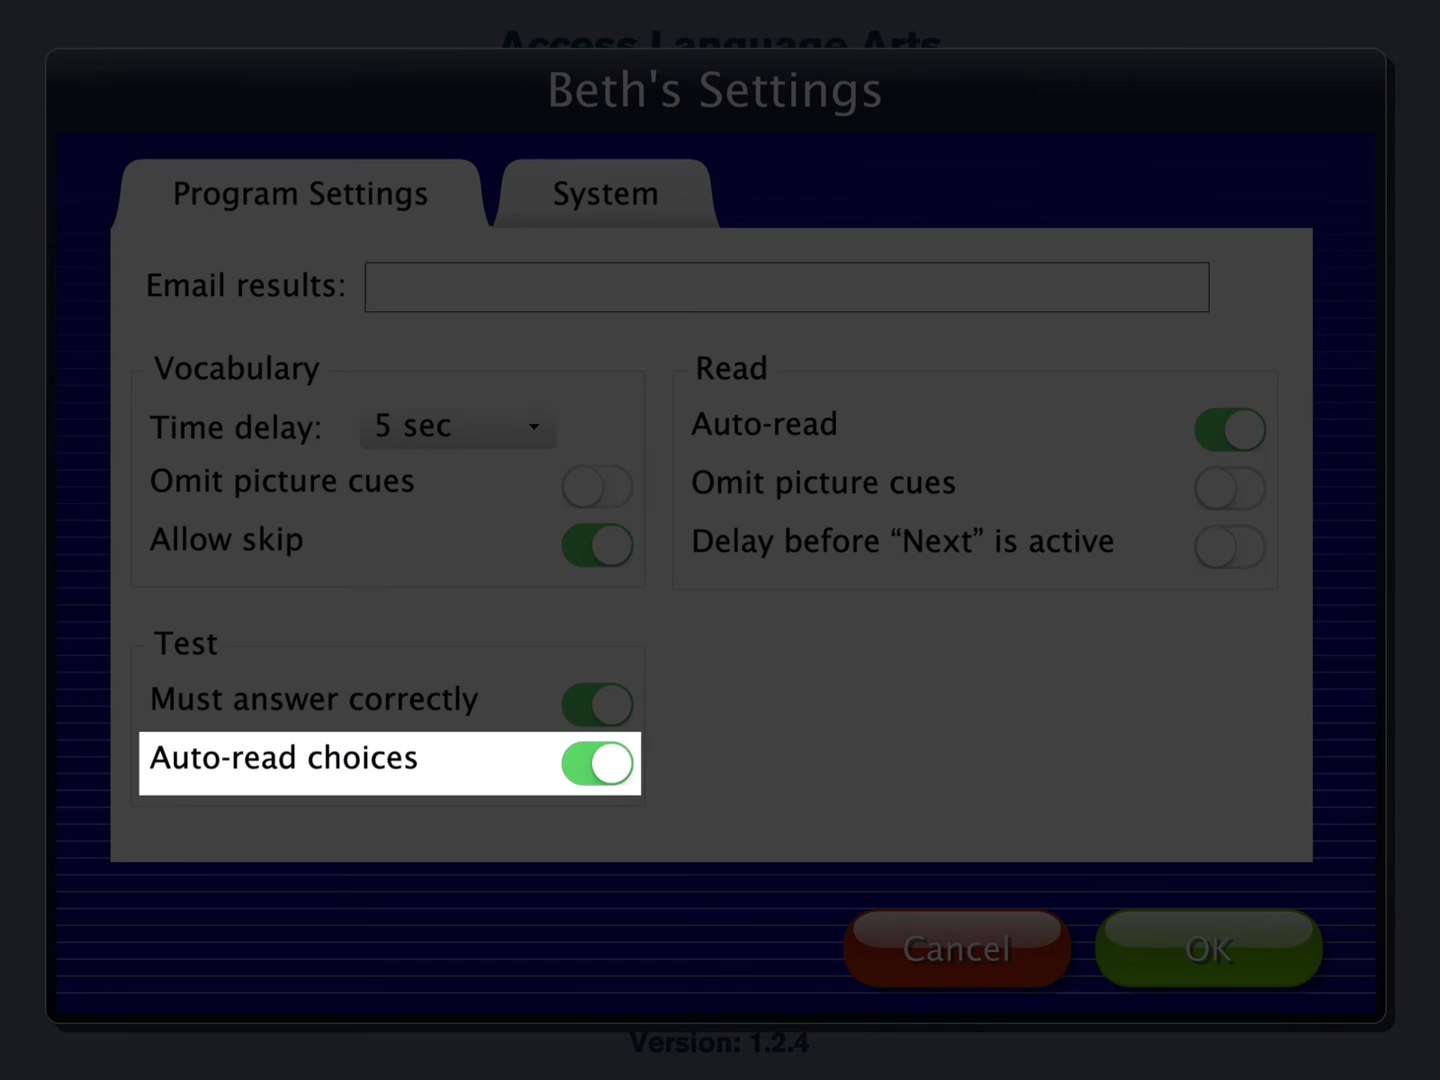 Access Language Arts
Beth's Settings
Program Settings
System
Email results:
Vocabulary
Time delay:
5 sec
Omit picture cues
Allow skip
Read
Auto-read
Omit picture cues
Delay before “Next” is active
Test
Must answer correctly
Auto-read choices
Cancel
OK
Version: 1.2.4